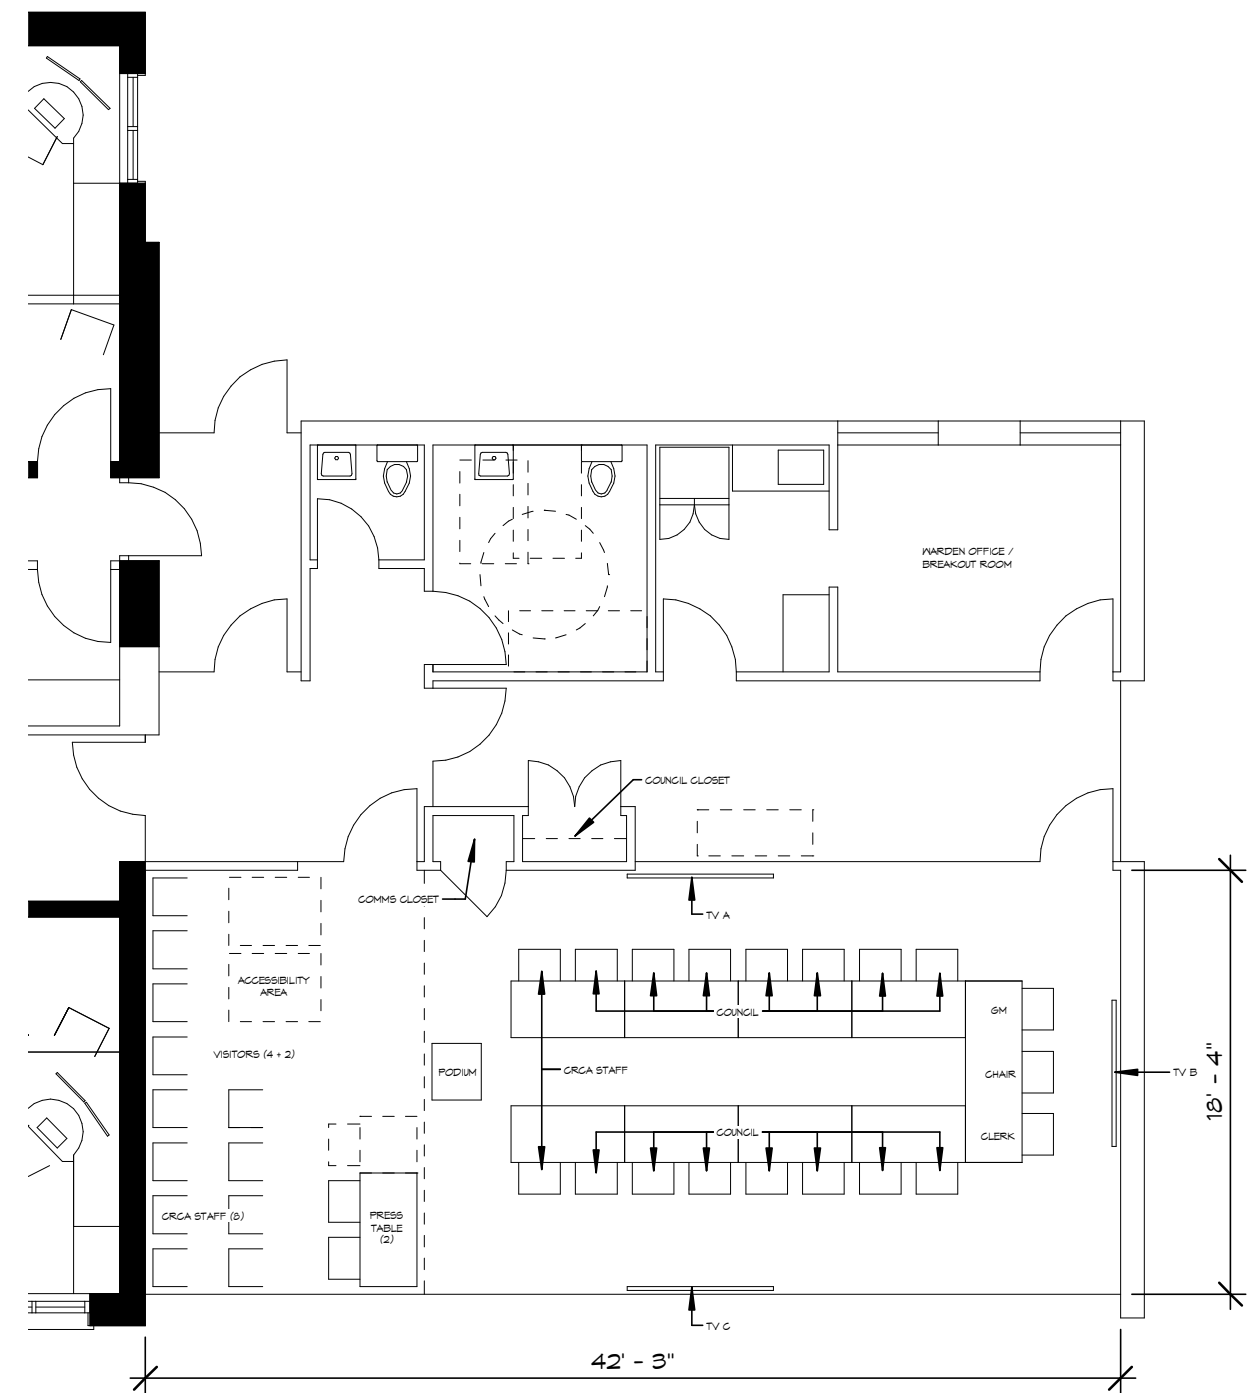 WARDEN OFFICE /
BREAKOUT ROOM
COUNCIL CLOSET
COMMS CLOSET
TV A
ACCESSIBILITY
AREA
GM
COUNCIL
VISITORS (4 + 2)
PODIUM
CRCA STAFF
CHAIR
TV B
18' - 4"
COUNCIL
CLERK
CRCA STAFF (8)
PRESS
TABLE
(2)
TV C
42' - 3"